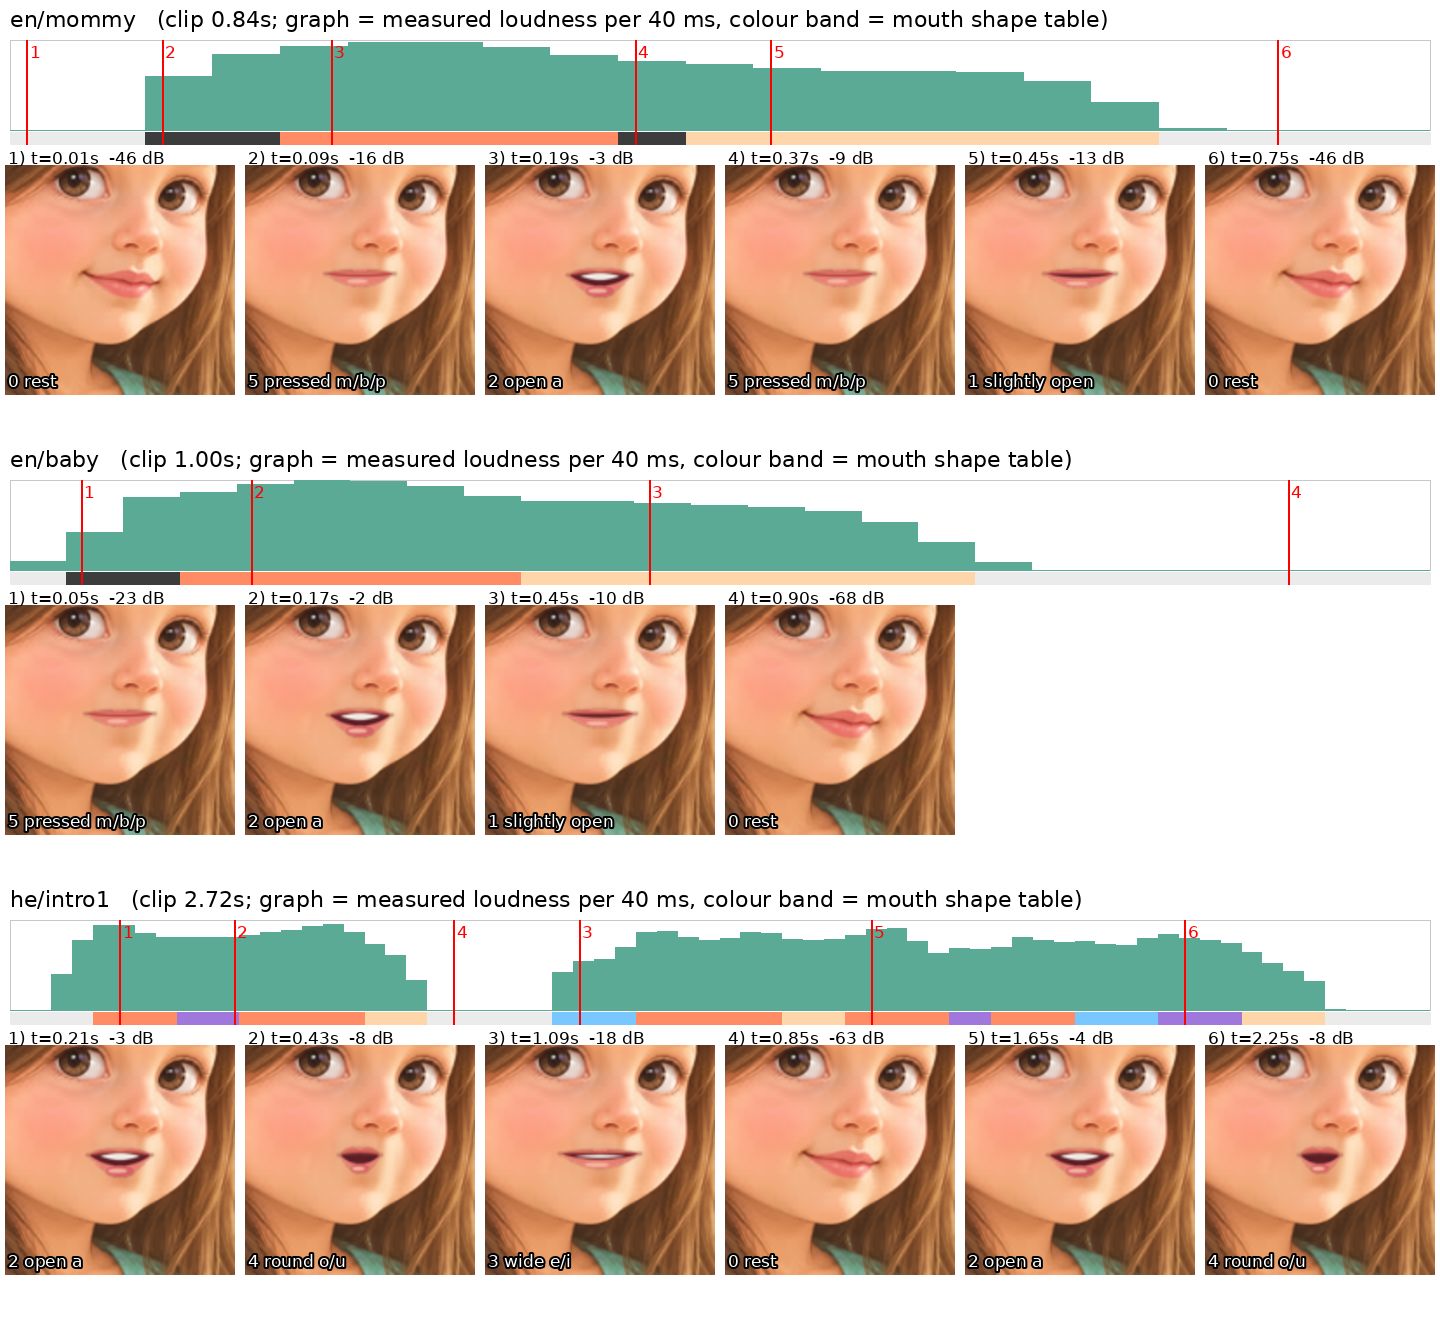 en/mommy (clip 0.84s; graph = measured loudness per 40 ms, colour band = mouth shape table)
1 2 3 4 5 6
1) t=0.01s -46 dB 2) t=0.09s -16 dB 3) t=0.19s -3 dB 4) t=0.37s -9 dB 5) t=0.45s -13 dB 6) t=0.75s -46 dB
0 rest 5 pressed m/b/p 2 open a 5 pressed m/b/p 1 slightly open 0 rest
en/baby (clip 1.00s; graph = measured loudness per 40 ms, colour band = mouth shape table)
1 2 3 4
1) t=0.05s -23 dB 2) t=0.17s -2 dB 3) t=0.45s -10 dB 4) t=0.90s -68 dB
5 pressed m/b/p 2 open a 1 slightly open 0 rest
he/intro1 (clip 2.72s; graph = measured loudness per 40 ms, colour band = mouth shape table)
1 2 4 3 5 6
1) t=0.21s -3 dB 2) t=0.43s -8 dB 3) t=1.09s -18 dB 4) t=0.85s -63 dB 5) t=1.65s -4 dB 6) t=2.25s -8 dB
2 open a 4 round o/u 3 wide e/i 0 rest 2 open a 4 round o/u